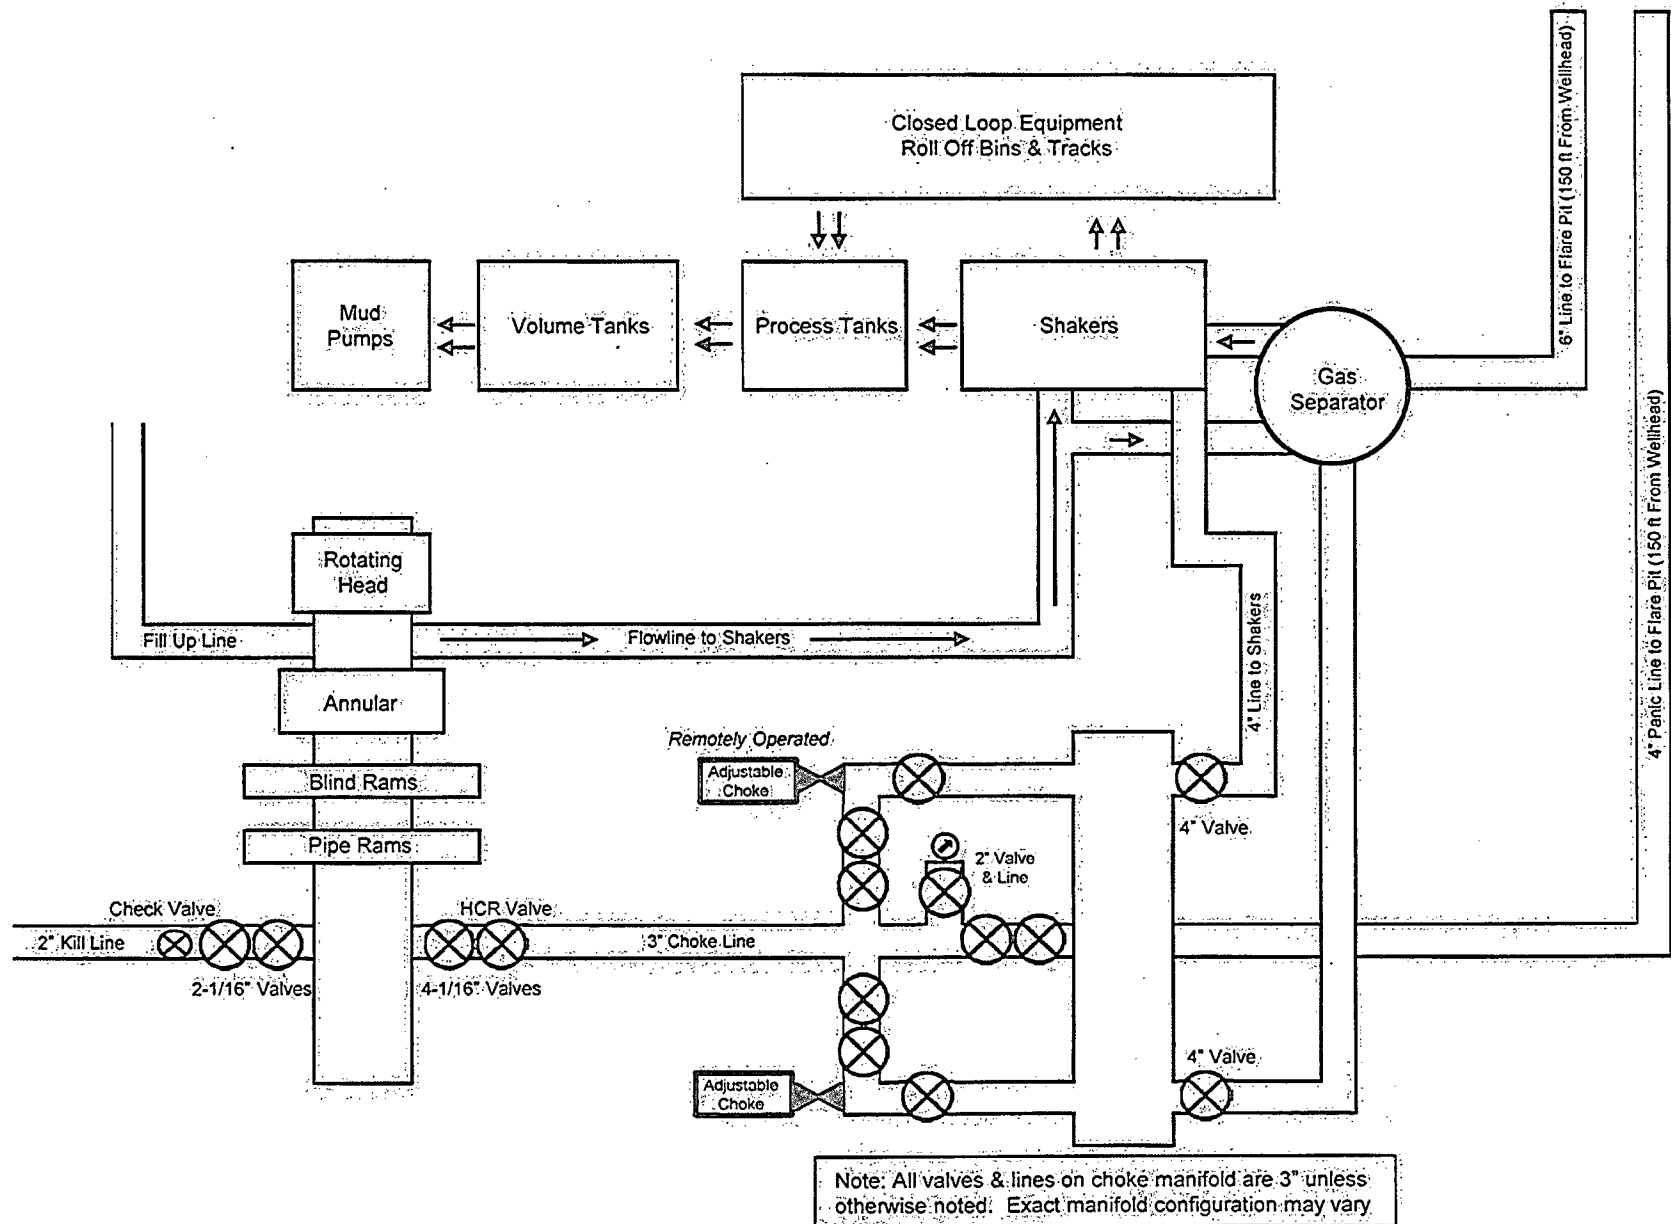 Closed Loop Equipment
Roll Off Bins & Tracks
6" Line to Flare Pit (150 ft From Wellhead)
4" Panic Line to Flare Pit (150 ft From Wellhead)
Mud
Pumps
Volume Tanks
Process Tanks
Shakers
Gas
Separator
Rotating
Head
Fill Up Line
Flowline to Shakers
4" Line to Shakers
Annular
Remotely Operated
Adjustable
Choke
Blind Rams
Pipe Rams
4" Valve
2" Valve
& Line
Check Valve
HCR Valve
2" Kill Line
3" Choke Line
2-1/16" Valves
4-1/16" Valves
4" Valve
Adjustable
Choke
Note: All valves & lines on choke manifold are 3" unless
otherwise noted. Exact manifold configuration may vary